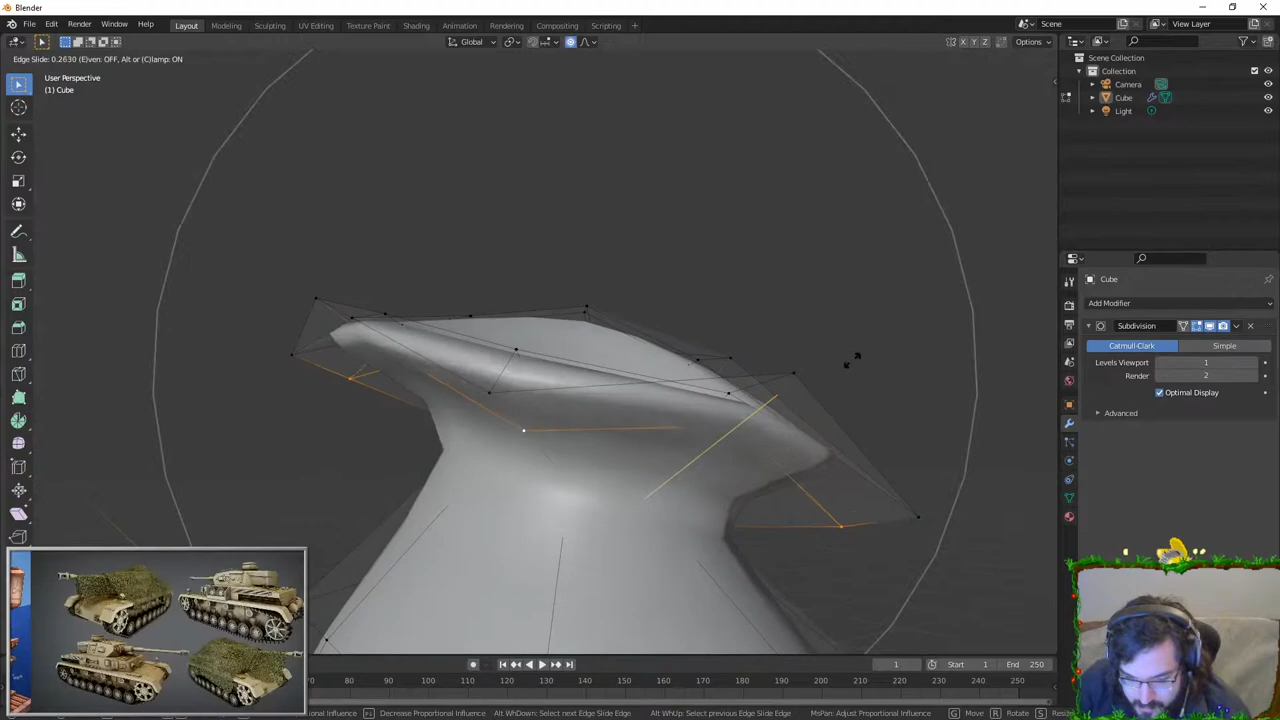 Blender
File Edit Render Window Help Layout Modeling Sculpting UV Editing Texture Paint Shading Animation Rendering Compositing Scripting + Scene View Layer
Global X Y Z Options
Edge Slide: 0.2630 (E)ven: OFF, Alt or (C)lamp: ON
User Perspective
(1) Cube
Scene Collection
Collection
Camera
Cube
Light
Cube
Add Modifier
Subdivision
Catmull-Clark Simple
Levels Viewport 1
Render 2
Optimal Display
Advanced
1 Start 1 End 250
70 80 90 100 110 120 130 140 150 160 170 180 190 200 210 220 230 240 250
Decrease Proportional Influence Alt WhDown: Select next Edge Slide Edge Alt WhUp: Select previous Edge Slide Edge MsPan: Adjust Proportional Influence G Move R Rotate S